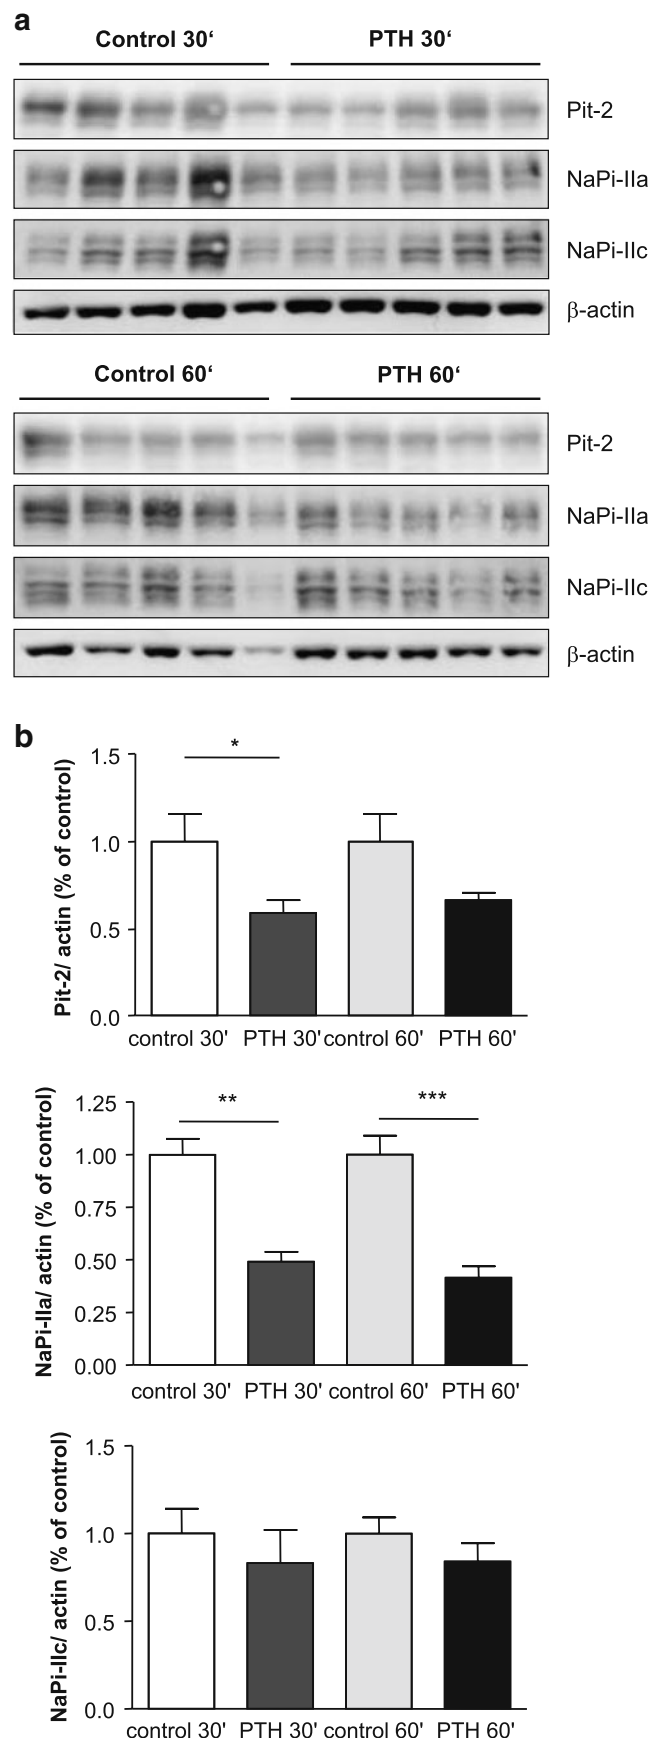 a
Control 30‘ PTH 30‘
Pit-2
NaPi-IIa
NaPi-IIc
β-actin
Control 60‘ PTH 60‘
Pit-2
NaPi-IIa
NaPi-IIc
β-actin
b
Pit-2/ actin (% of control)
1.5
1.0
0.5
0.0
*
control 30' PTH 30' control 60' PTH 60'
NaPi-IIa/ actin (% of control)
1.25
1.00
0.75
0.50
0.25
0.00
** ***
control 30' PTH 30' control 60' PTH 60'
NaPi-IIc/ actin (% of control)
1.5
1.0
0.5
0.0
control 30' PTH 30' control 60' PTH 60'